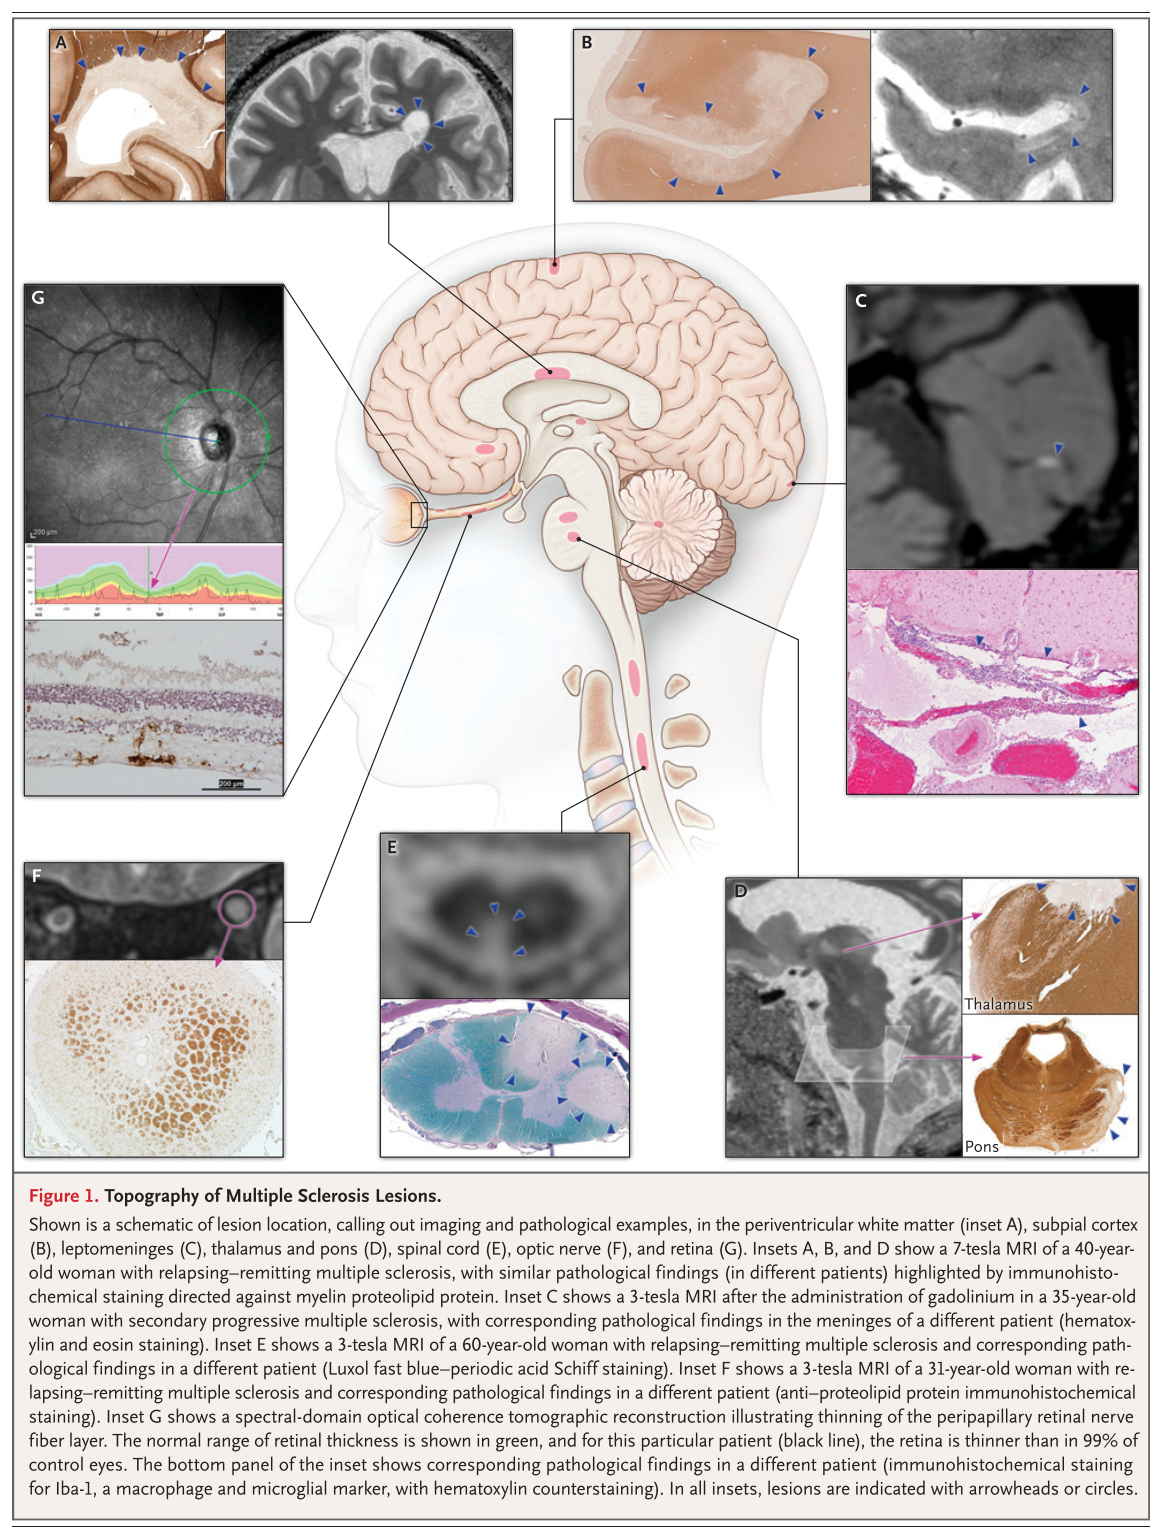 A
B
G
C
200 µm
200 µm
F
E
D
Thalamus
Pons
Figure 1. Topography of Multiple Sclerosis Lesions.
Shown is a schematic of lesion location, calling out imaging and pathological examples, in the periventricular white matter (inset A), subpial cortex
(B), leptomeninges (C), thalamus and pons (D), spinal cord (E), optic nerve (F), and retina (G). Insets A, B, and D show a 7-tesla MRI of a 40-year-
old woman with relapsing–remitting multiple sclerosis, with similar pathological findings (in different patients) highlighted by immunohisto-
chemical staining directed against myelin proteolipid protein. Inset C shows a 3-tesla MRI after the administration of gadolinium in a 35-year-old
woman with secondary progressive multiple sclerosis, with corresponding pathological findings in the meninges of a different patient (hematox-
ylin and eosin staining). Inset E shows a 3-tesla MRI of a 60-year-old woman with relapsing–remitting multiple sclerosis and corresponding path-
ological findings in a different patient (Luxol fast blue–periodic acid Schiff staining). Inset F shows a 3-tesla MRI of a 31-year-old woman with re-
lapsing–remitting multiple sclerosis and corresponding pathological findings in a different patient (anti–proteolipid protein immunohistochemical
staining). Inset G shows a spectral-domain optical coherence tomographic reconstruction illustrating thinning of the peripapillary retinal nerve
fiber layer. The normal range of retinal thickness is shown in green, and for this particular patient (black line), the retina is thinner than in 99% of
control eyes. The bottom panel of the inset shows corresponding pathological findings in a different patient (immunohistochemical staining
for Iba-1, a macrophage and microglial marker, with hematoxylin counterstaining). In all insets, lesions are indicated with arrowheads or circles.